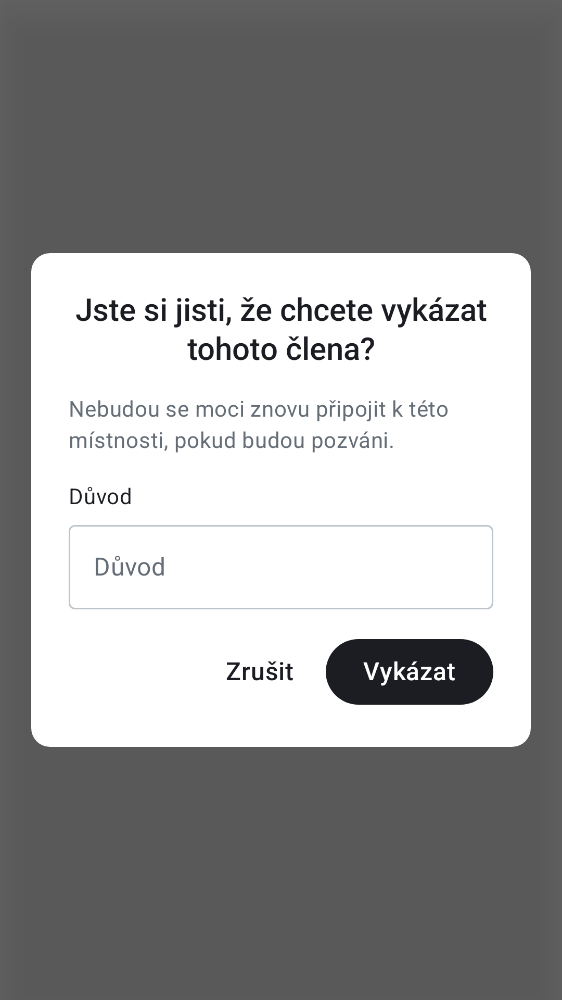 Jste si jisti, že chcete vykázat
tohoto člena?
Nebudou se moci znovu připojit k této
místnosti, pokud budou pozváni.
Důvod
Důvod
Zrušit
Vykázat